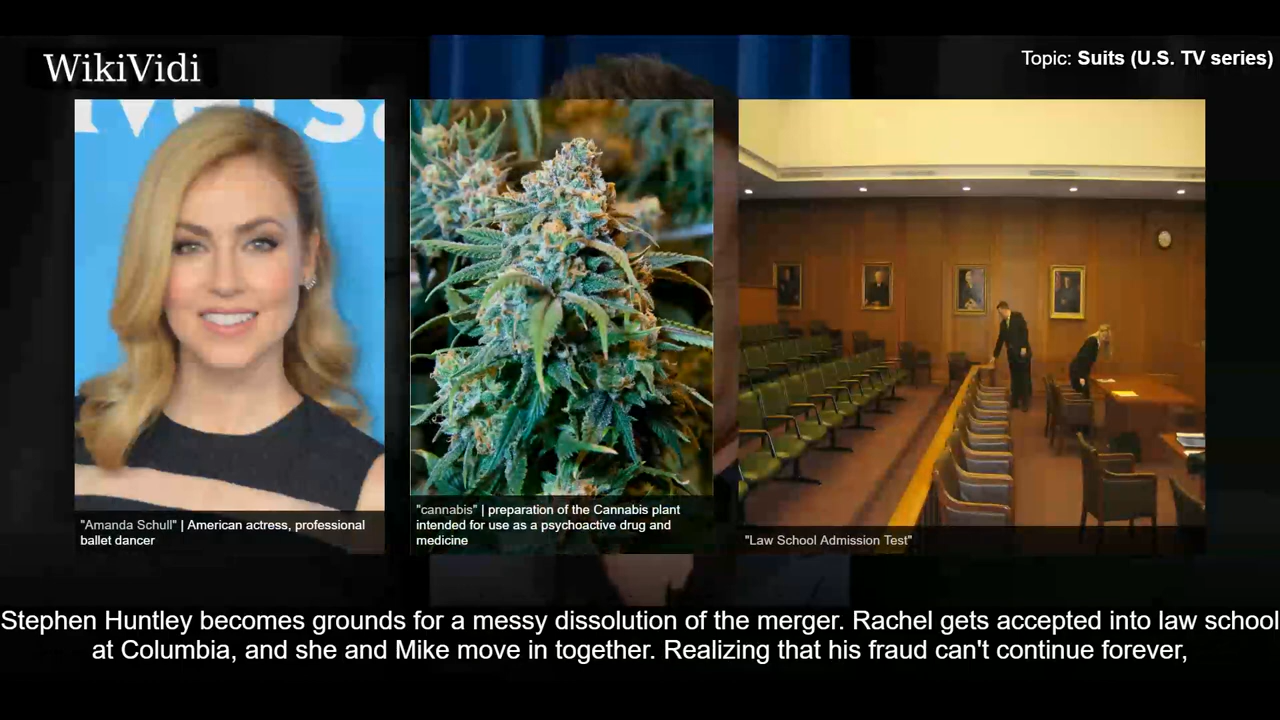 WikiVidi
Topic: Suits (U.S. TV series)
"Amanda Schull" | American actress, professional
ballet dancer
"cannabis" | preparation of the Cannabis plant
intended for use as a psychoactive drug and
medicine
"Law School Admission Test"
Stephen Huntley becomes grounds for a messy dissolution of the merger. Rachel gets accepted into law school
at Columbia, and she and Mike move in together. Realizing that his fraud can't continue forever,